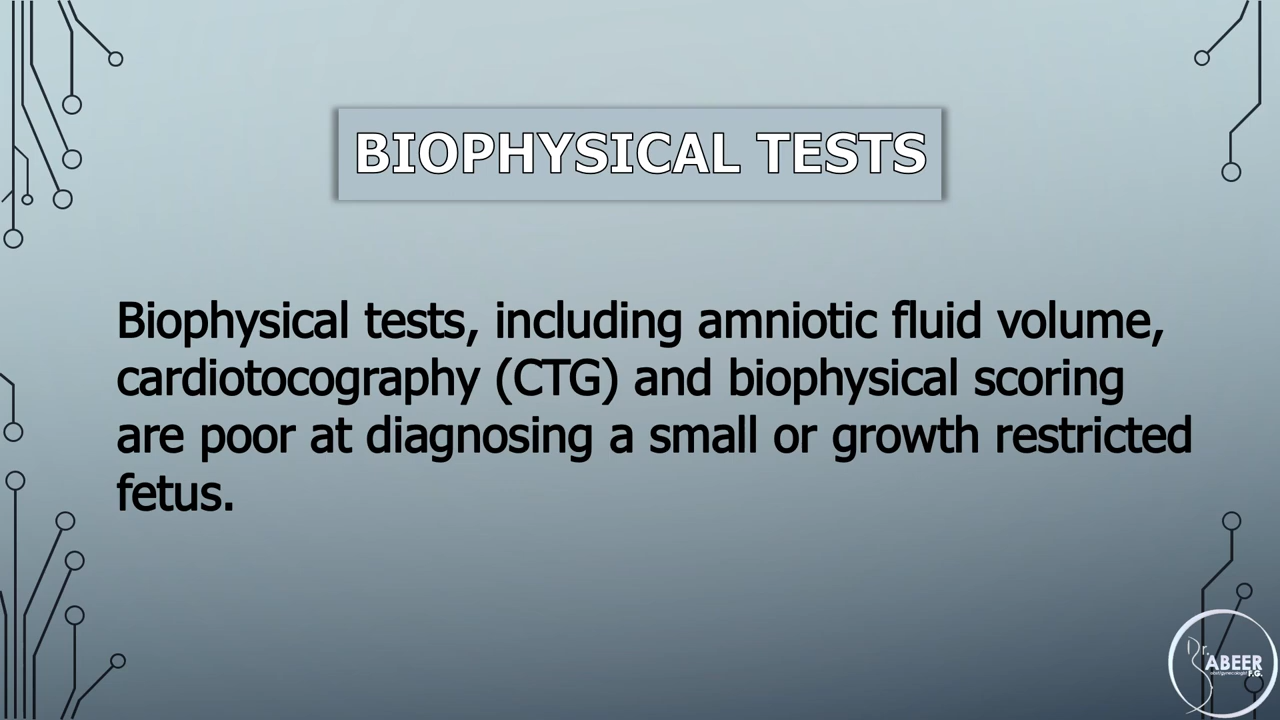 BIOPHYSICAL TESTS
Biophysical tests, including amniotic fluid volume,
cardiotocography (CTG) and biophysical scoring
are poor at diagnosing a small or growth restricted
fetus.
Dr.
ABEER
F.G.